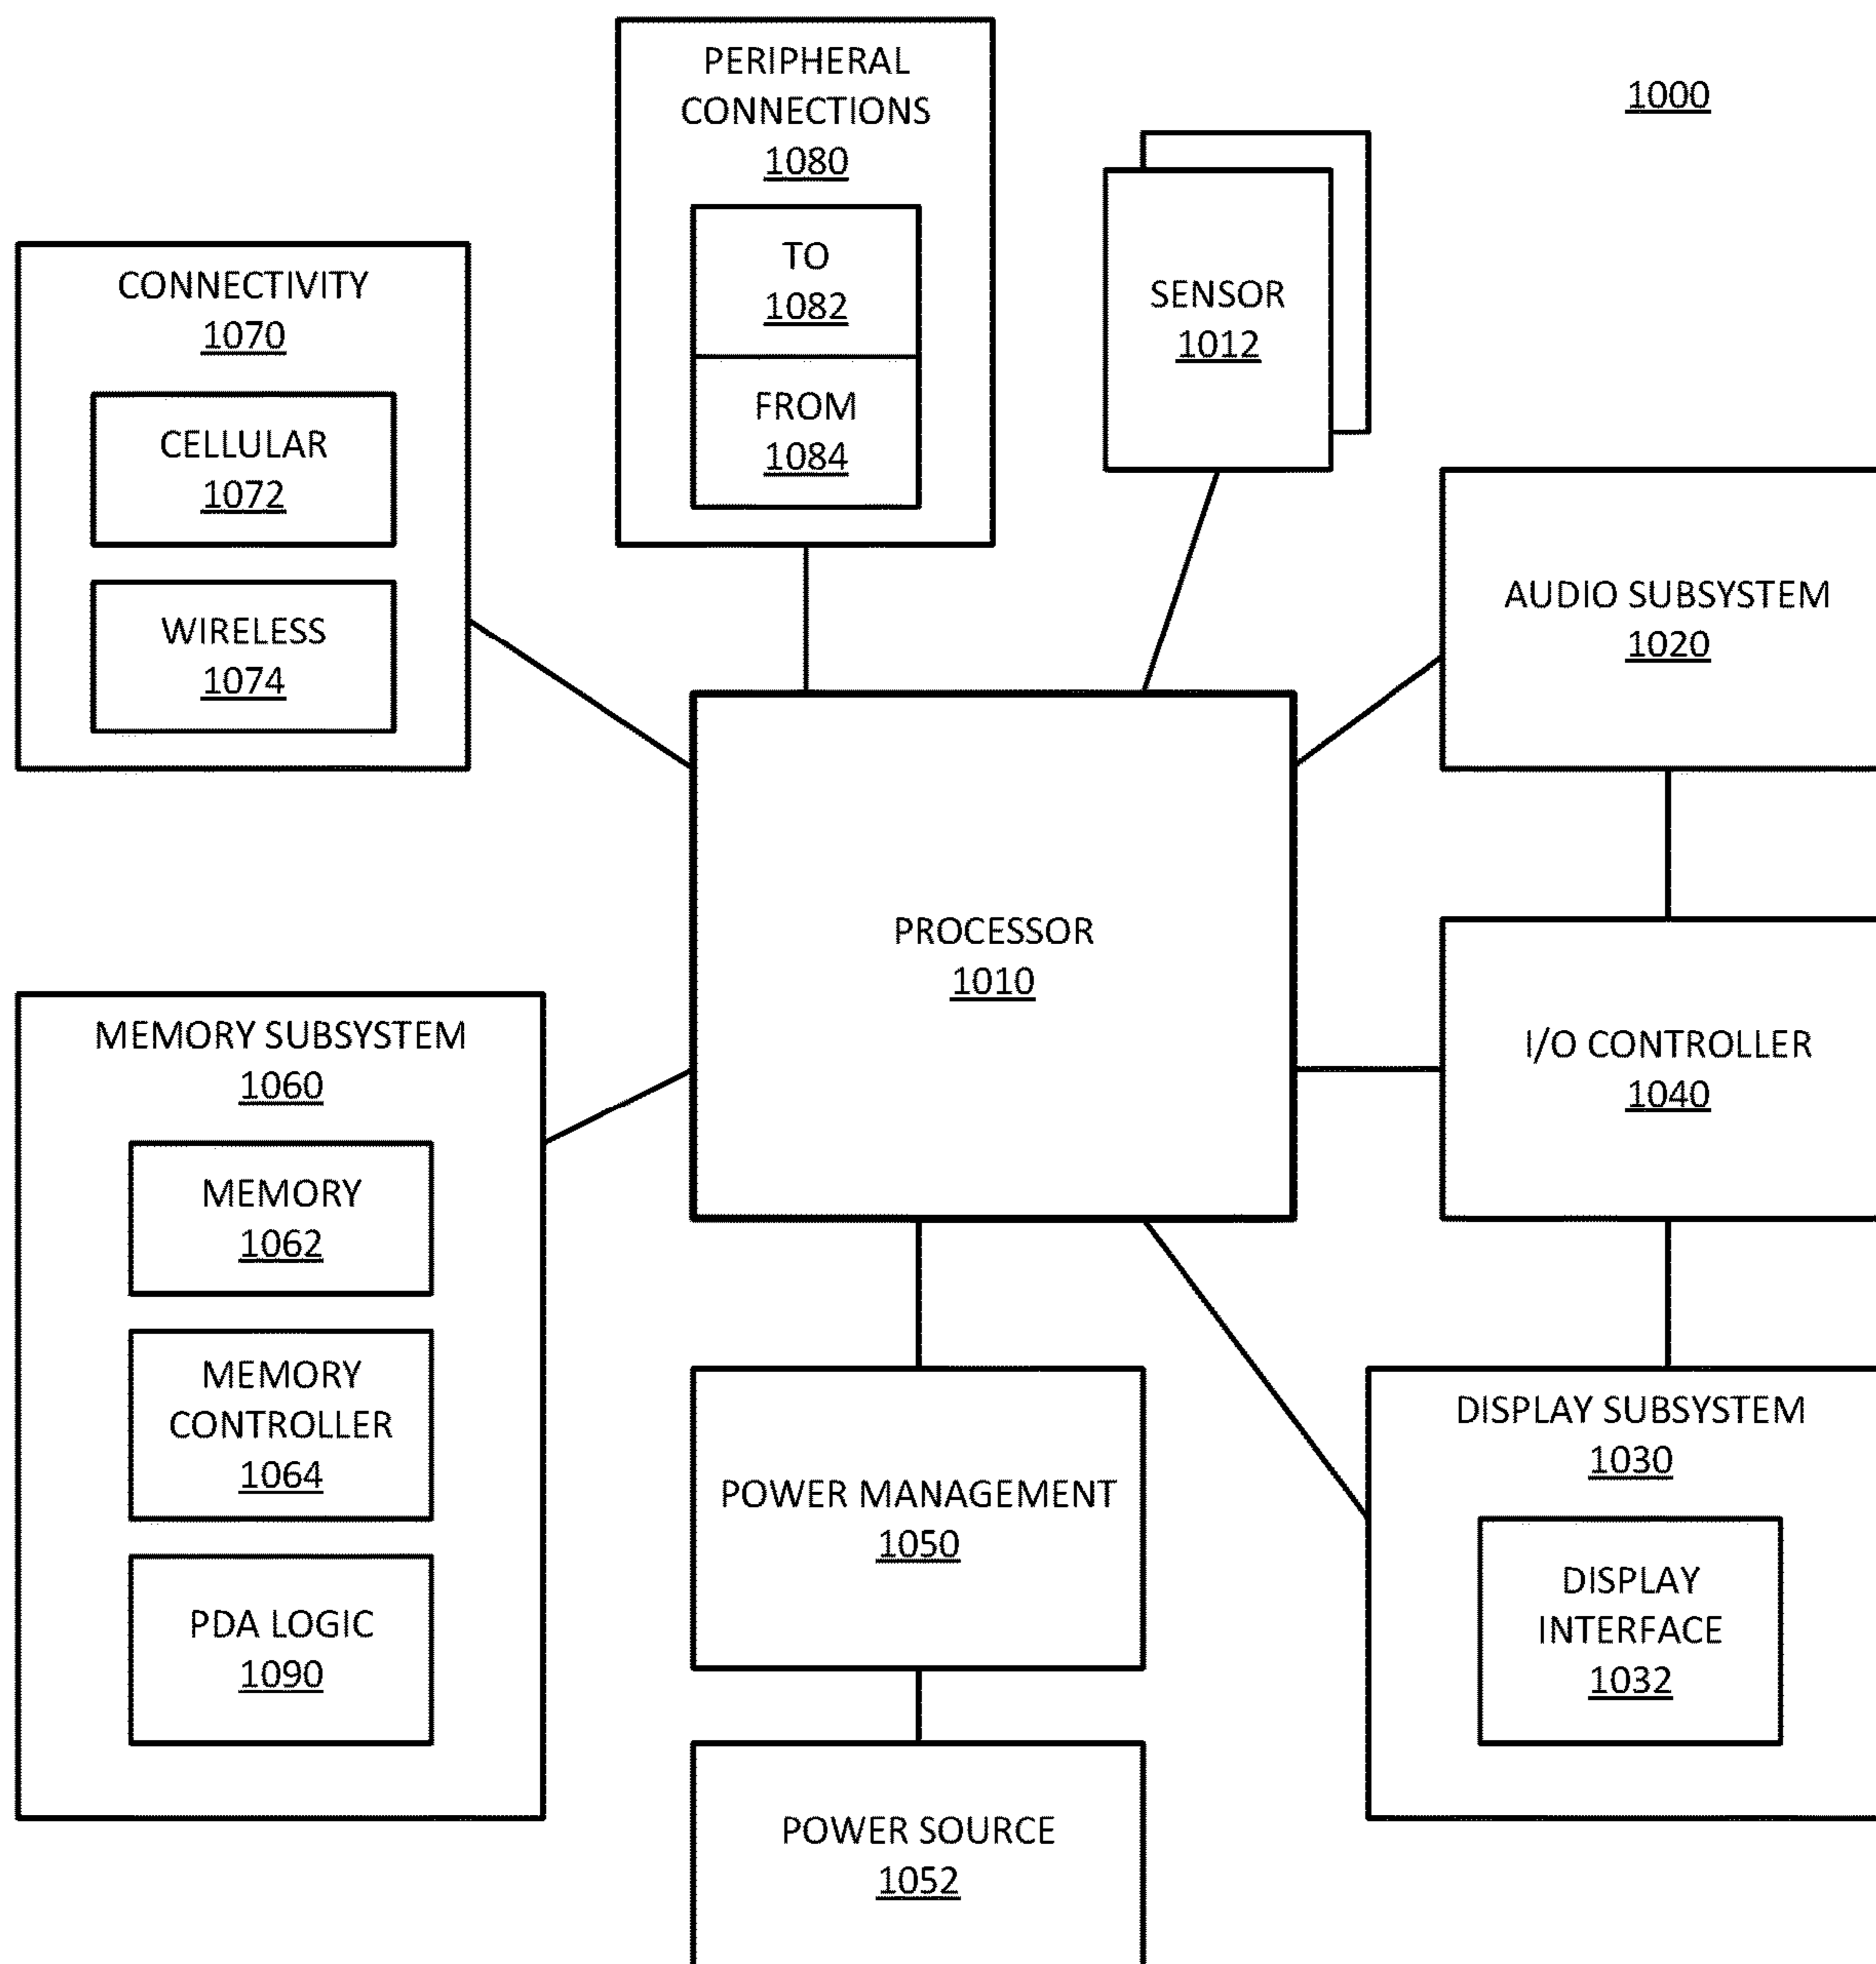 PERIPHERAL
CONNECTIONS
1080
TO
1082
FROM
1084
1000
SENSOR
1012
CONNECTIVITY
1070
CELLULAR
1072
WIRELESS
1074
AUDIO SUBSYSTEM
1020
PROCESSOR
1010
I/O CONTROLLER
1040
MEMORY SUBSYSTEM
1060
MEMORY
1062
MEMORY
CONTROLLER
1064
PDA LOGIC
1090
POWER MANAGEMENT
1050
POWER SOURCE
1052
DISPLAY SUBSYSTEM
1030
DISPLAY
INTERFACE
1032